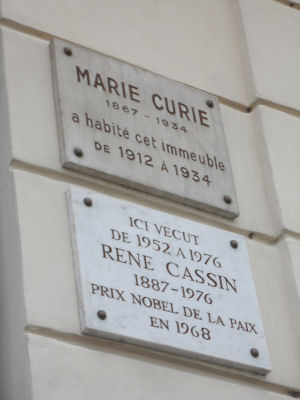 MARIE CURIE
1867 - 1934
a habité cet immeuble
DE 1912 À 1934
ICI VECUT
DE 1952 A 1976
RENE CASSIN
1887-1976
PRIX NOBEL DE LA PAIX
EN 1968